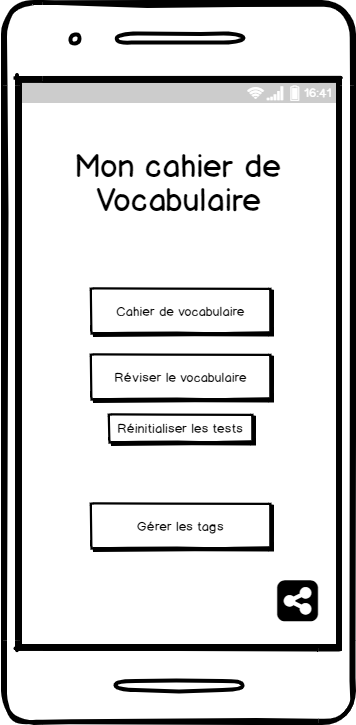 16:41
Mon cahier de
Vocabulaire
Cahier de vocabulaire
Réviser le vocabulaire
Réinitialiser les tests
Gérer les tags